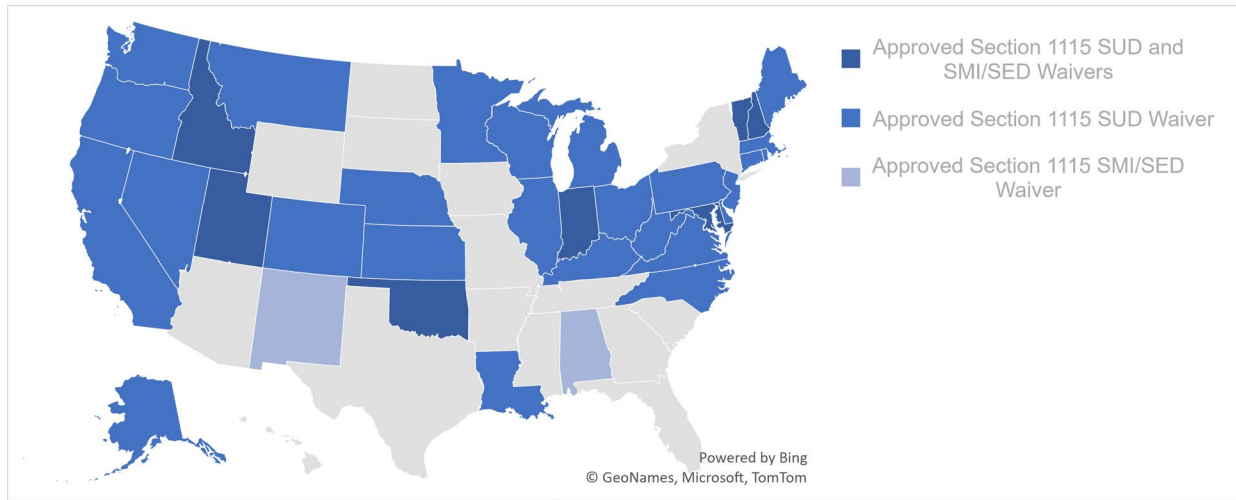 Approved Section 1115 SUD and
SMI/SED Waivers
Approved Section 1115 SUD Waiver
Approved Section 1115 SMI/SED
Waiver
Powered by Bing
© GeoNames, Microsoft, TomTom